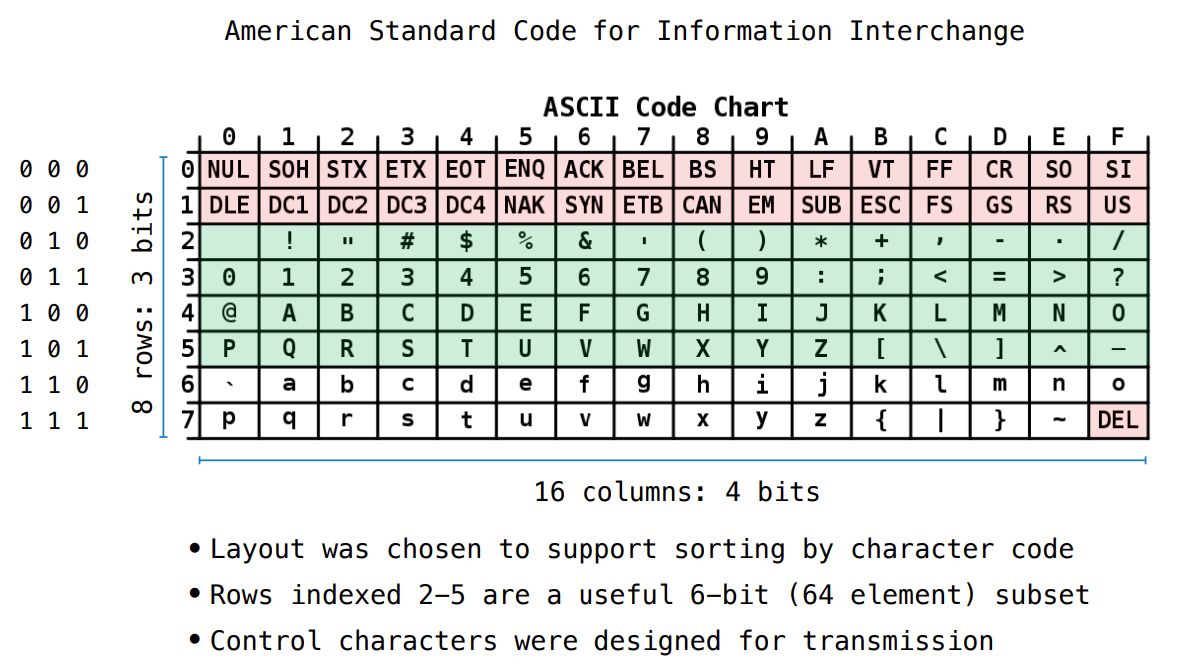 American Standard Code for Information Interchange
ASCII Code Chart
0 1 2 3 4 5 6 7 8 9 A B C D E F
0 0 0 0 NUL SOH STX ETX EOT ENQ ACK BEL BS HT LF VT FF CR SO SI
0 0 1 1 DLE DC1 DC2 DC3 DC4 NAK SYN ETB CAN EM SUB ESC FS GS RS US
0 1 0 2 ! " # $ % & ' ( ) * + , - . /
0 1 1 3 0 1 2 3 4 5 6 7 8 9 : ; < = > ?
1 0 0 4 @ A B C D E F G H I J K L M N O
1 0 1 5 P Q R S T U V W X Y Z [ \ ] ^ _
1 1 0 6 ` a b c d e f g h i j k l m n o
1 1 1 7 p q r s t u v w x y z { | } ~ DEL
8 rows: 3 bits
16 columns: 4 bits
• Layout was chosen to support sorting by character code
• Rows indexed 2–5 are a useful 6–bit (64 element) subset
• Control characters were designed for transmission